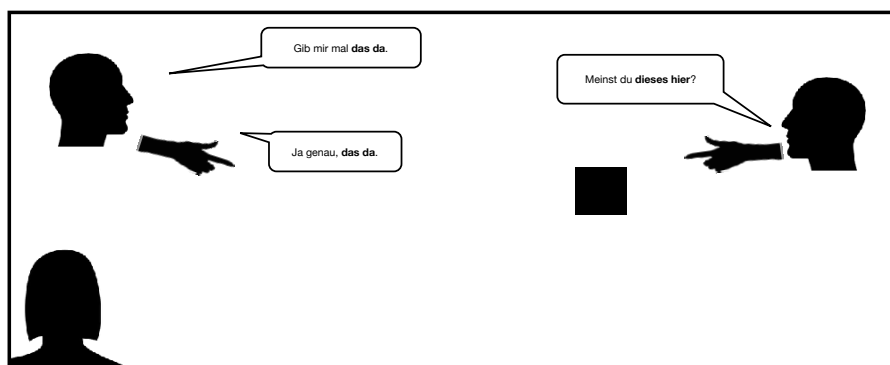 Gib mir mal das da.
Meinst du dieses hier?
Ja genau, das da.